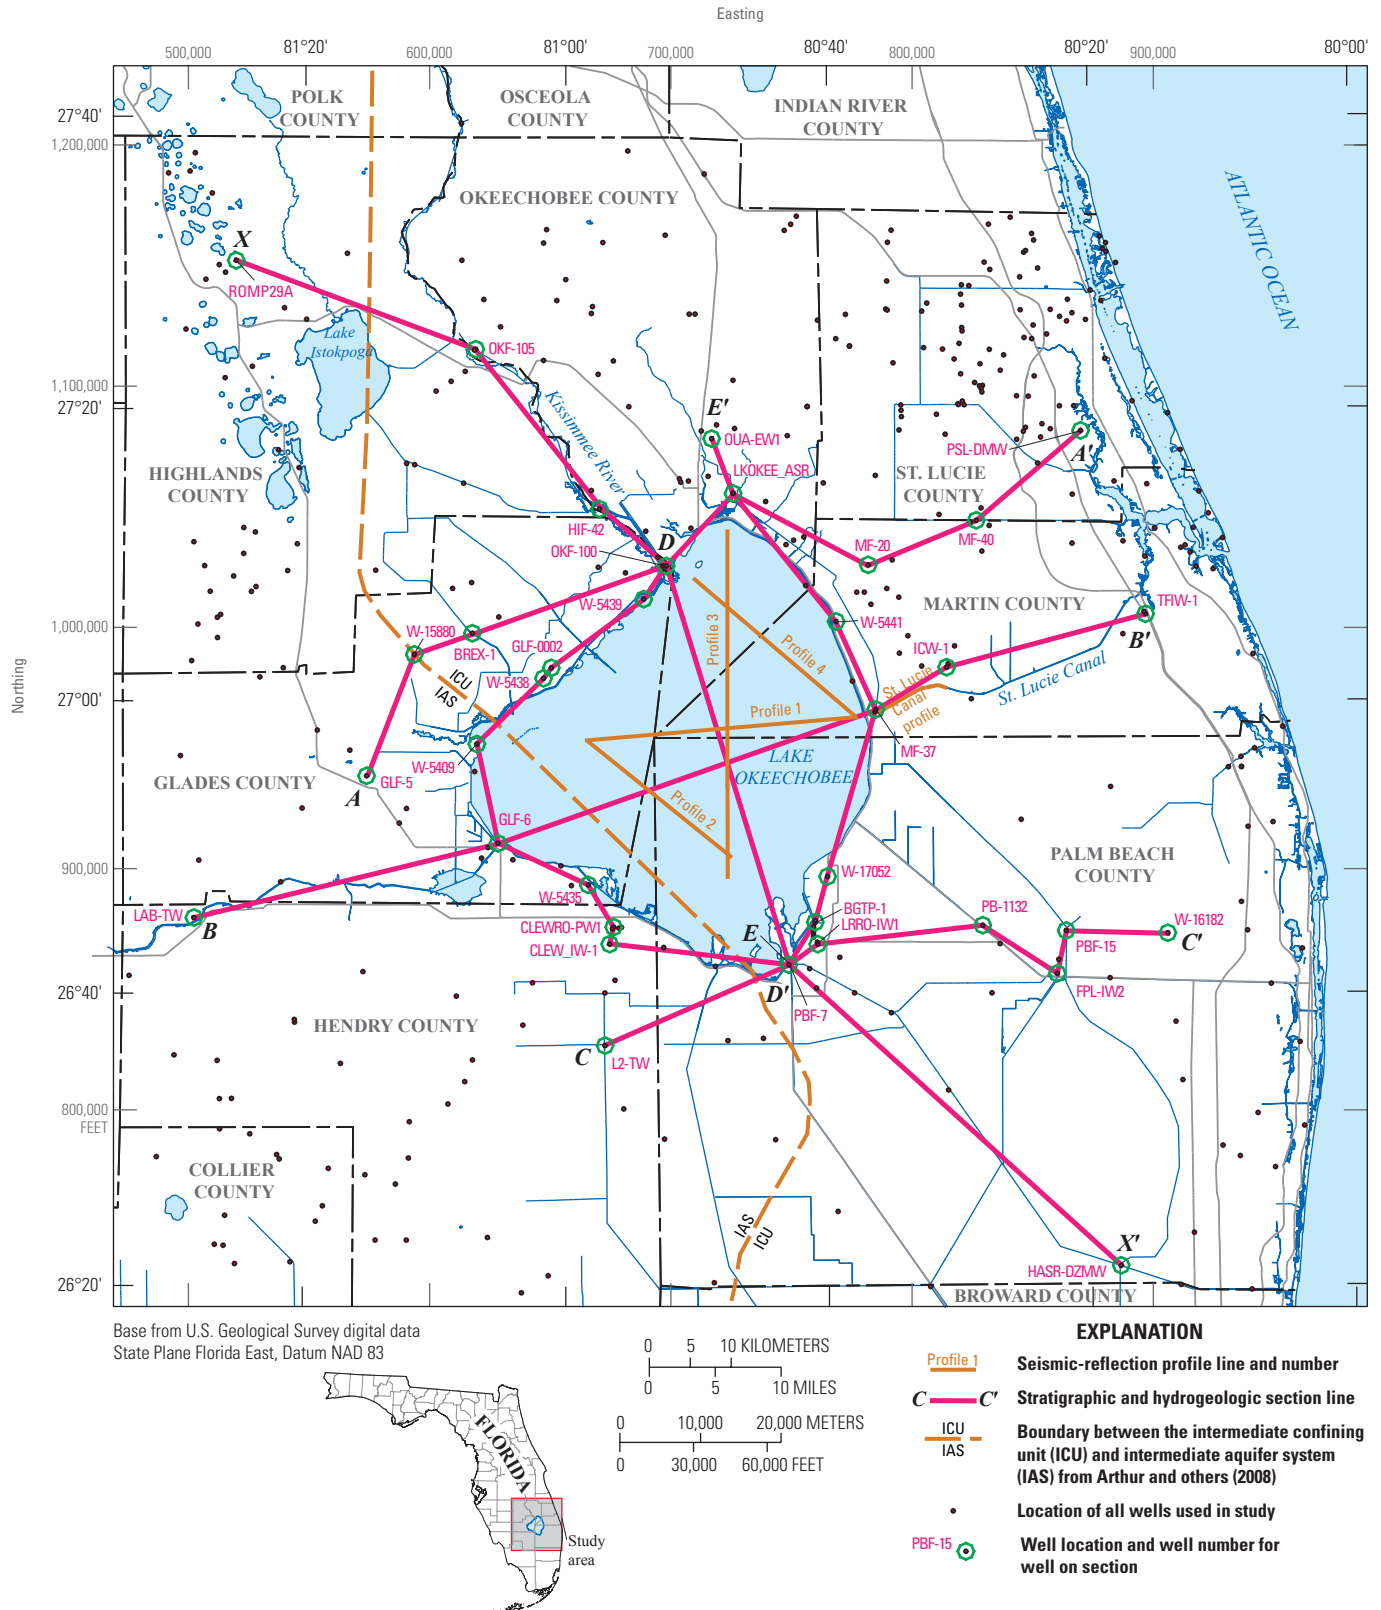 Easting
500,000
81°20'
600,000
81°00'
700,000
80°40'
800,000
80°20'
900,000
80°00'
27°40'
1,200,000
1,100,000
27°20'
1,000,000
27°00'
900,000
26°40'
800,000
FEET
26°20'
Northing
POLK
COUNTY
OSCEOLA
COUNTY
INDIAN RIVER
COUNTY
OKEECHOBEE COUNTY
ATLANTIC OCEAN
X
ROMP29A
Lake
Istokpoga
OKF-105
Kissimmee River
E'
OUA-EW1
LKOKEE_ASR
PSL-DMW
A'
HIGHLANDS
COUNTY
ST. LUCIE
COUNTY
HIF-42
MF-40
OKF-100
D
MF-20
W-5439
MARTIN COUNTY
TFIW-1
B'
W-15880
BREX-1
GLF-0002
W-5438
ICU
IAS
Profile 3
Profile 4
W-5441
ICW-1
St. Lucie
Canal
profile
St. Lucie Canal
Profile 1
MF-37
W-5409
GLADES COUNTY
A
GLF-5
LAKE
OKEECHOBEE
Profile 2
GLF-6
PALM BEACH
COUNTY
W-17052
W-5435
LAB-TW
B
CLEWRO-PW1
CLEW_IW-1
BGTP-1
LRRO-IW1
E
PB-1132
W-16182
C'
PBF-15
FPL-IW2
D'
PBF-7
HENDRY COUNTY
C
L2-TW
COLLIER
COUNTY
IAS
ICU
X'
HASR-DZMW
BROWARD COUNTY
Base from U.S. Geological Survey digital data
State Plane Florida East, Datum NAD 83
0 5 10 KILOMETERS
0 5 10 MILES
0 10,000 20,000 METERS
0 30,000 60,000 FEET
FLORIDA
Study
area
EXPLANATION
Profile 1 Seismic-reflection profile line and number
C C' Stratigraphic and hydrogeologic section line
ICU
IAS
Boundary between the intermediate confining
unit (ICU) and intermediate aquifer system
(IAS) from Arthur and others (2008)
Location of all wells used in study
PBF-15 Well location and well number for
well on section